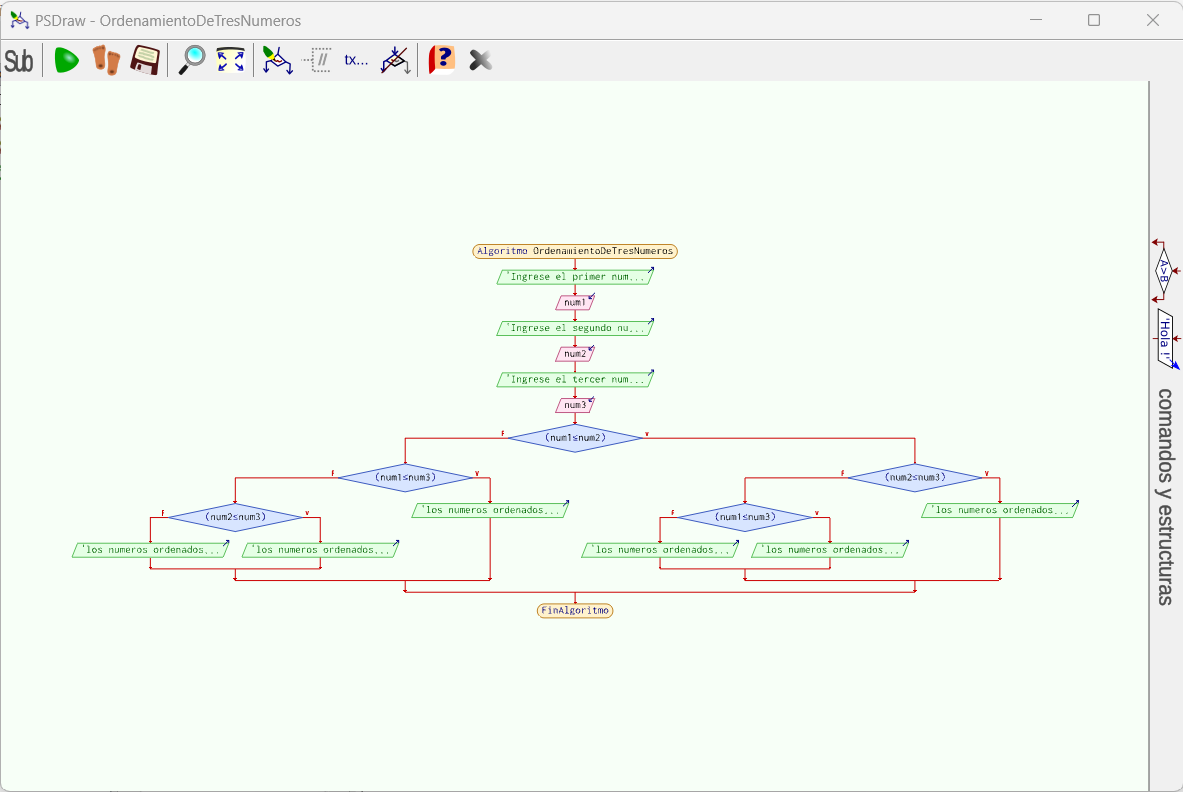 PSDraw - OrdenamientoDeTresNumeros
Sub
//
tx...
?
Algoritmo OrdenamientoDeTresNumeros
'Ingrese el primer num...
num1
'Ingrese el segundo nu...
num2
'Ingrese el tercer num...
num3
F
(num1≤num2)
V
F
(num1≤num3)
V
F
(num2≤num3)
V
F
(num2≤num3)
V
'los numeros ordenados...
F
(num1≤num3)
V
'los numeros ordenados...
'los numeros ordenados...
'los numeros ordenados...
'los numeros ordenados...
'los numeros ordenados...
FinAlgoritmo
A>B
'Hola !'
comandos y estructuras